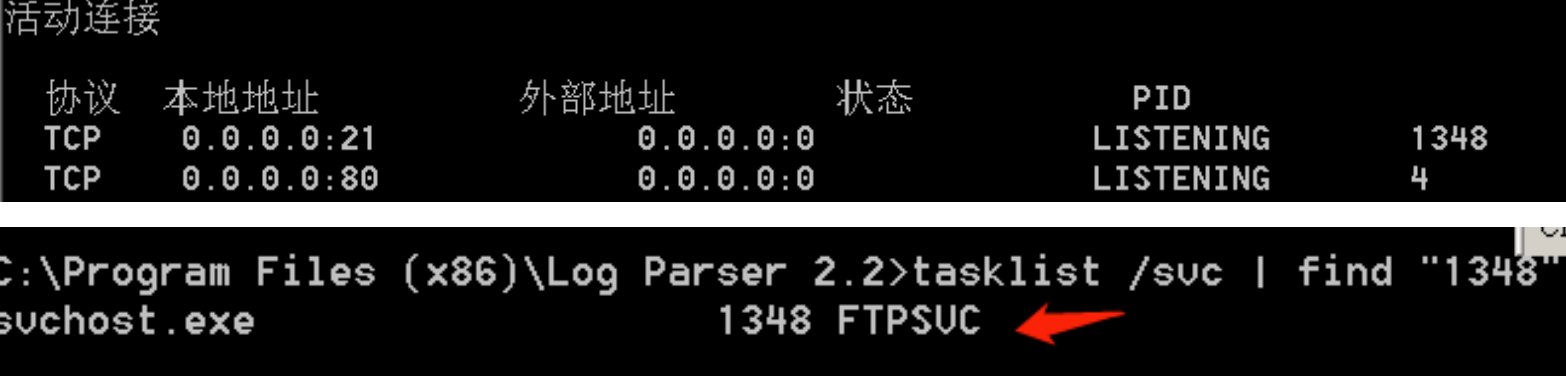 活动连接
协议 本地地址 外部地址 状态 PID
TCP 0.0.0.0:21 0.0.0.0:0 LISTENING 1348
TCP 0.0.0.0:80 0.0.0.0:0 LISTENING 4
C:\Program Files (x86)\Log Parser 2.2>tasklist /svc | find "1348"
svchost.exe 1348 FTPSVC